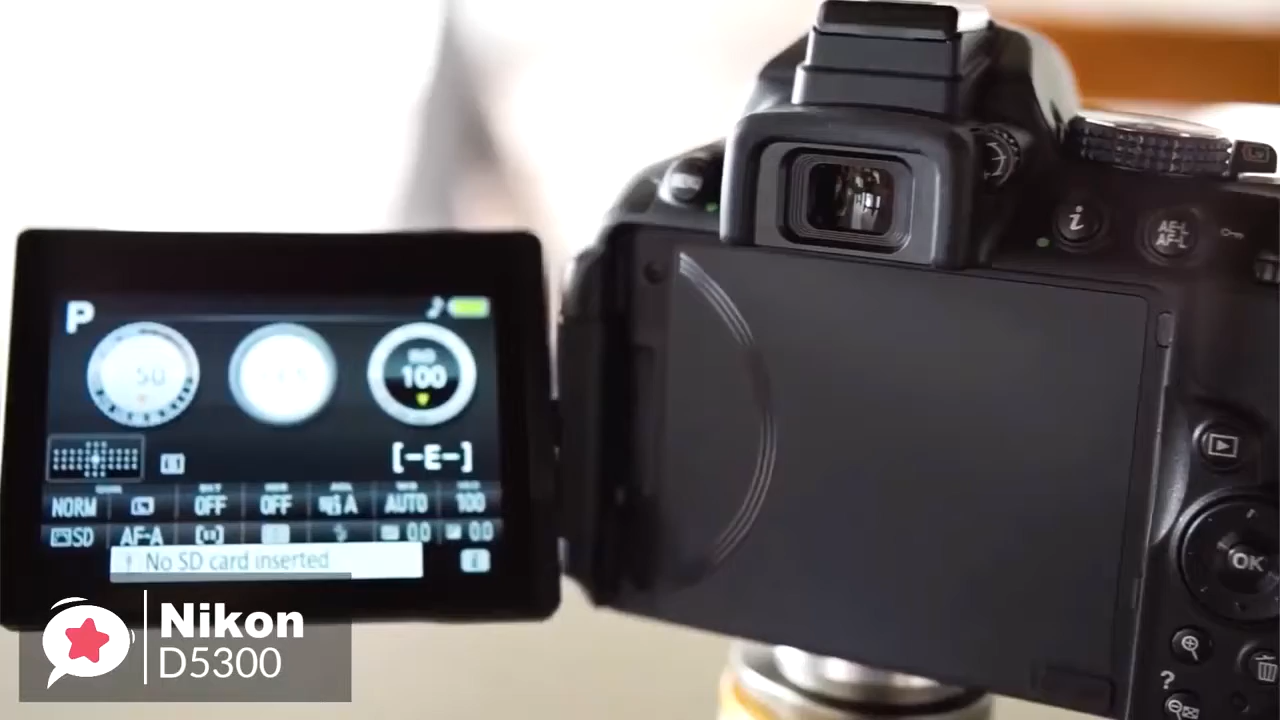 P
50
ISO
100
[-E-]
NORM OFF OFF A AUTO 100
SD AF-A 0.0 0.0
No SD card inserted
i
i
AE-L
AF-L
OK
?
Nikon
D5300